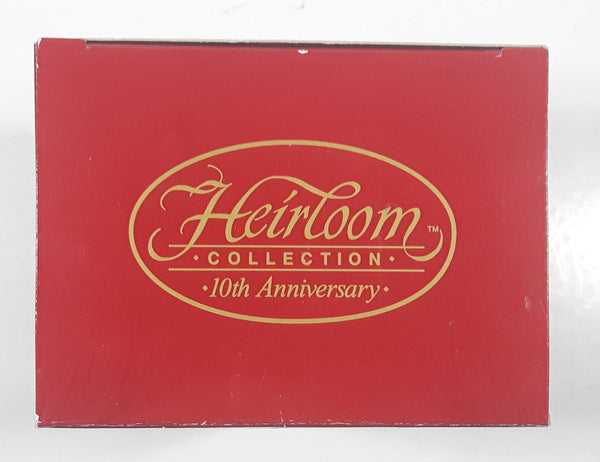 Heirloom™
·COLLECTION·
·10th Anniversary·